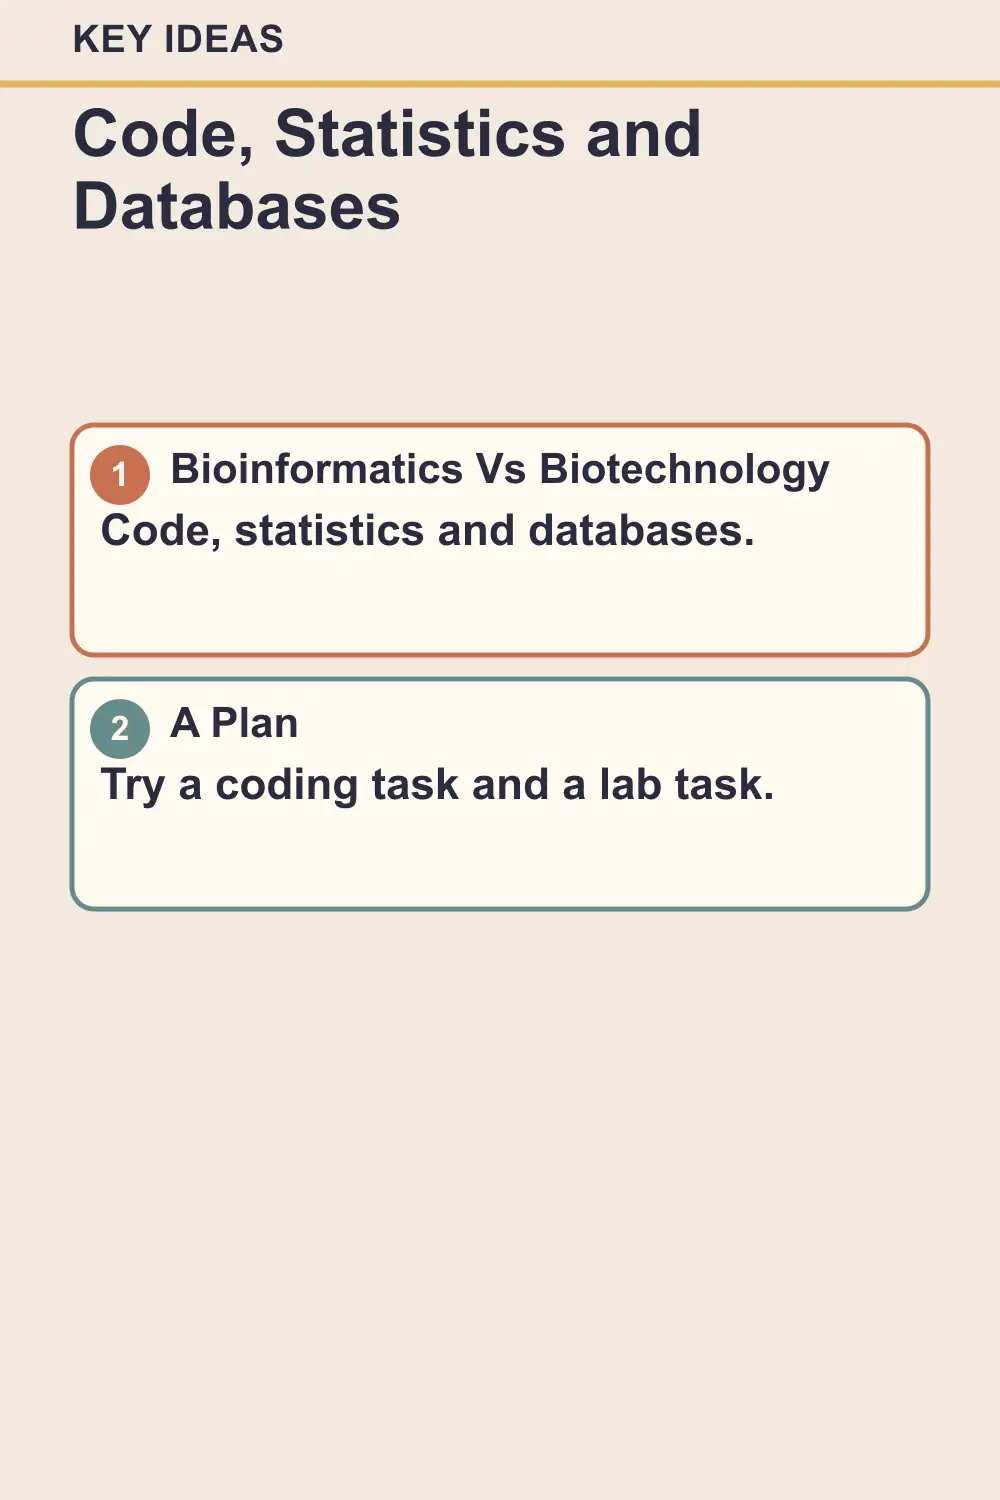 KEY IDEAS
Code, Statistics and
Databases
1 Bioinformatics Vs Biotechnology
Code, statistics and databases.
2 A Plan
Try a coding task and a lab task.